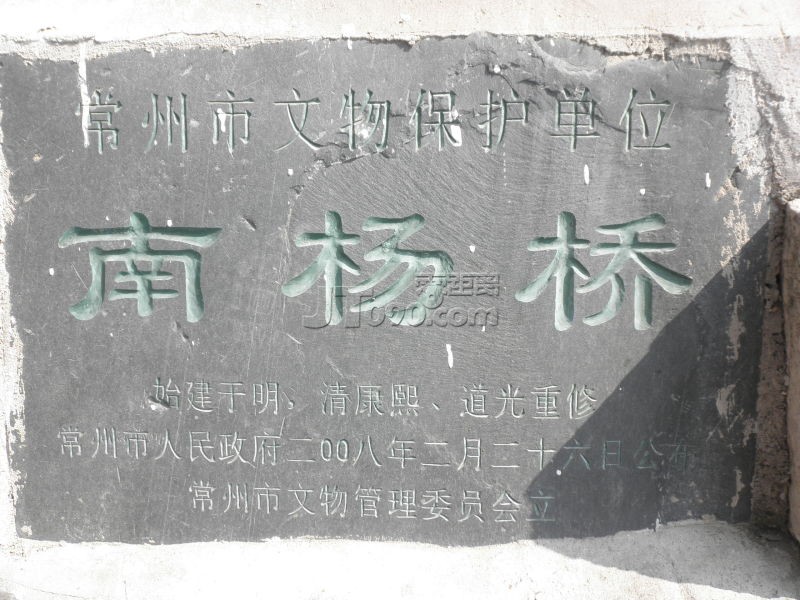 常州市文物保护单位
南杨桥
始建于明，清康熙、道光重修
常州市人民政府二00八年二月二十六日公布
常州市文物管理委员会立